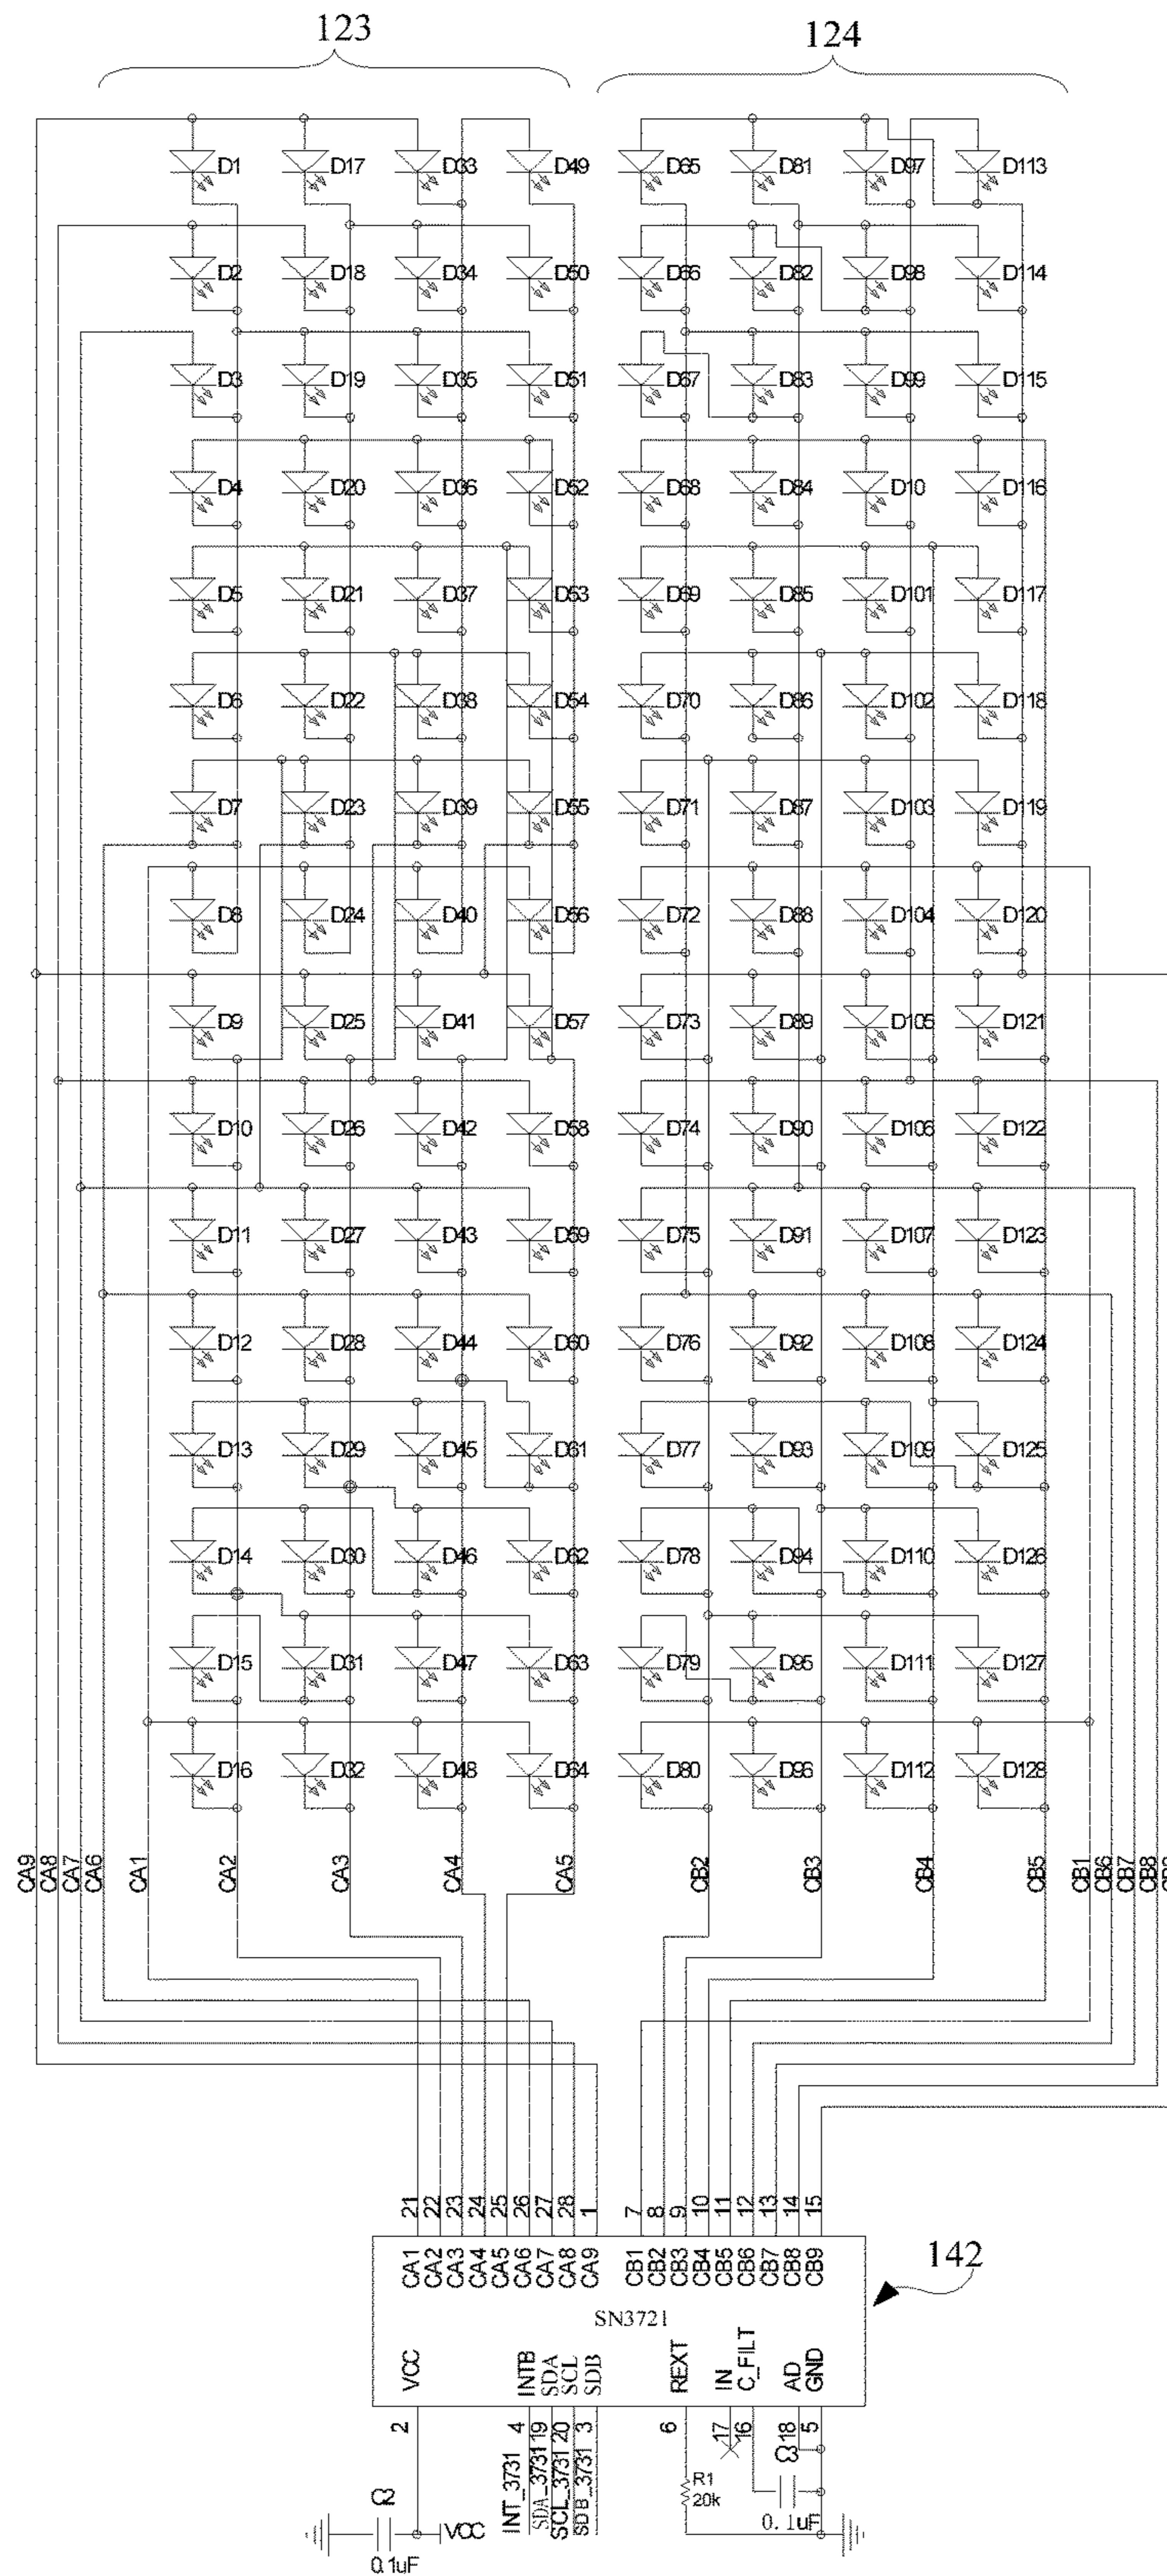 123 124
D1 D17 D33 D49 D65 D81 D97 D113
D2 D18 D34 D50 D66 D82 D98 D114
D3 D19 D35 D51 D67 D83 D99 D115
D4 D20 D36 D52 D68 D84 D10 D116
D5 D21 D37 D53 D69 D85 D101 D117
D6 D22 D38 D54 D70 D86 D102 D118
D7 D23 D39 D55 D71 D87 D103 D119
D8 D24 D40 D56 D72 D88 D104 D120
D9 D25 D41 D57 D73 D89 D105 D121
D10 D26 D42 D58 D74 D90 D106 D122
D11 D27 D43 D59 D75 D91 D107 D123
D12 D28 D44 D60 D76 D92 D108 D124
D13 D29 D45 D61 D77 D93 D109 D125
D14 D30 D46 D62 D78 D94 D110 D126
D15 D31 D47 D63 D79 D95 D111 D127
D16 D32 D48 D64 D80 D96 D112 D128
CA9 CA8 CA7 CA6 CA1 CA2 CA3 CA4 CA5 CB2 CB3 CB4 CB5 CB1 CB6 CB7 CB8
21 22 23 24 25 26 27 28 1 7 8 9 10 11 12 13 14 15
CA1 CA2 CA3 CA4 CA5 CA6 CA7 CA8 CA9 CB1 CB2 CB3 CB4 CB5 CB6 CB7 CB8 CB9
142
SN3721
VCC INTB SDA SCL SDB REXT IN C_FILT AD GND
2 4 19 20 3 6 17 16 18 5
INT_3731 SDA_3731 SCL_3731 SDB_3731
C3
R1
20k
C2
0.1uF
VCC
0.1uF